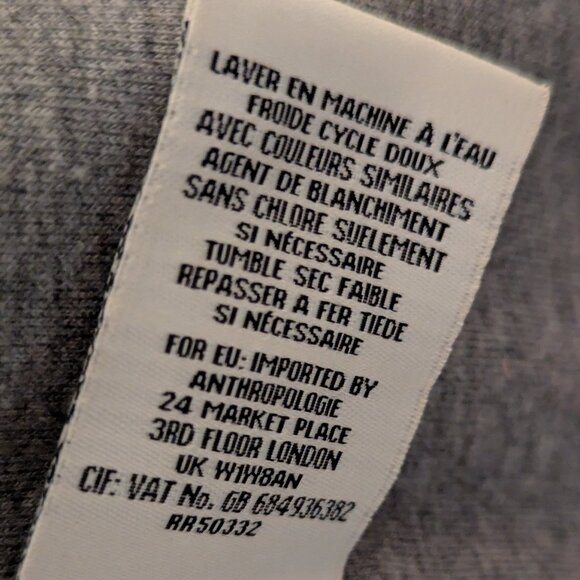 LAVER EN MACHINE À L'EAU
FROIDE CYCLE DOUX
AVEC COULEURS SIMILAIRES
AGENT DE BLANCHIMENT
SANS CHLORE SUELEMENT
SI NÉCESSAIRE
TUMBLE SEC FAIBLE
REPASSER A FER TIEDE
SI NÉCESSAIRE
FOR EU: IMPORTED BY
ANTHROPOLOGIE
24 MARKET PLACE
3RD FLOOR LONDON
UK W1W8AN
CIF: VAT No. GB 684936382
RR50332